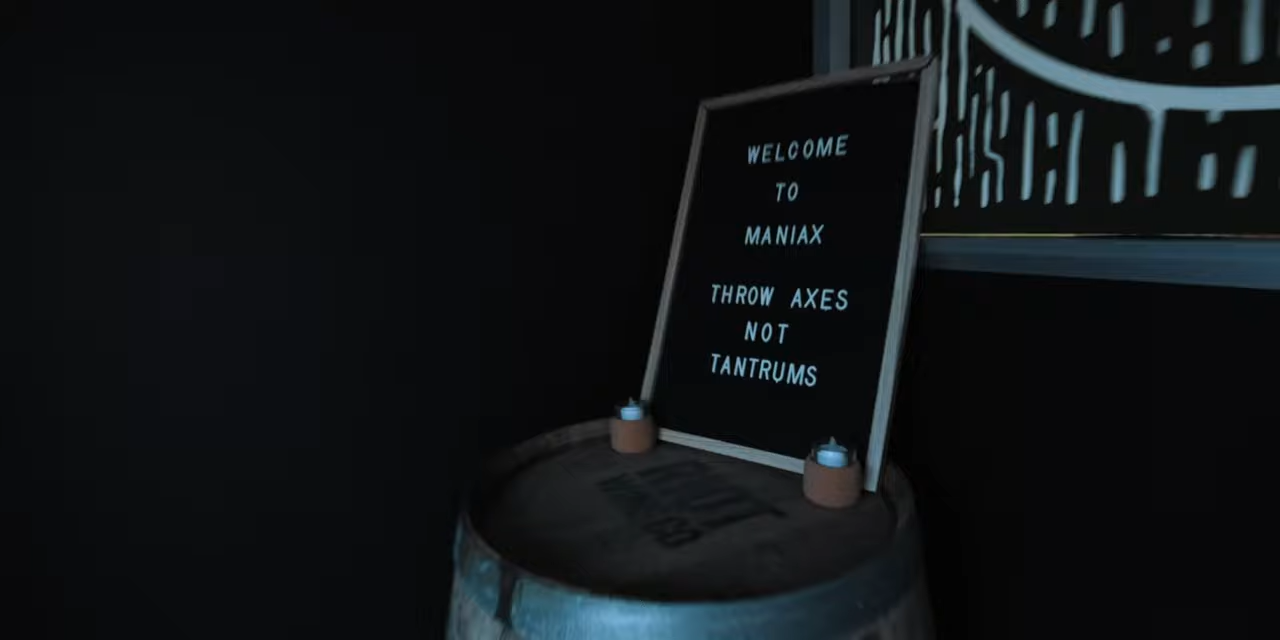 WELCOME
TO
MANIAX
THROW AXES
NOT
TANTRUMS